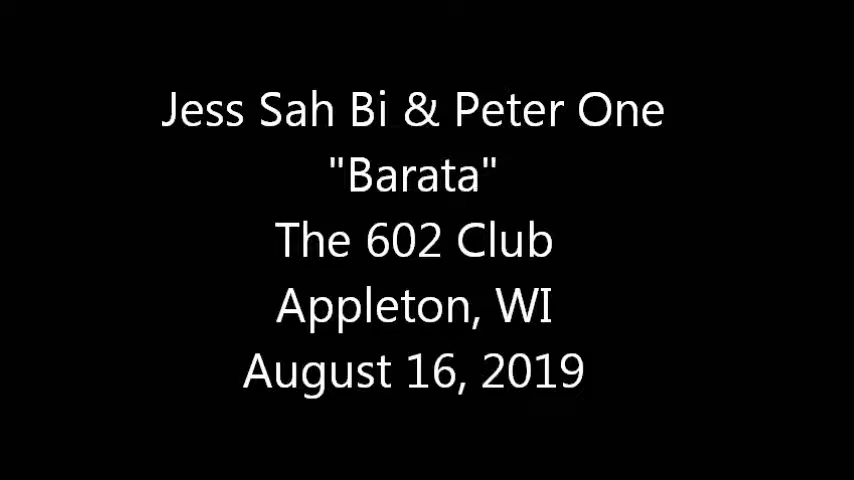 Jess Sah Bi & Peter One
"Barata"
The 602 Club
Appleton, WI
August 16, 2019